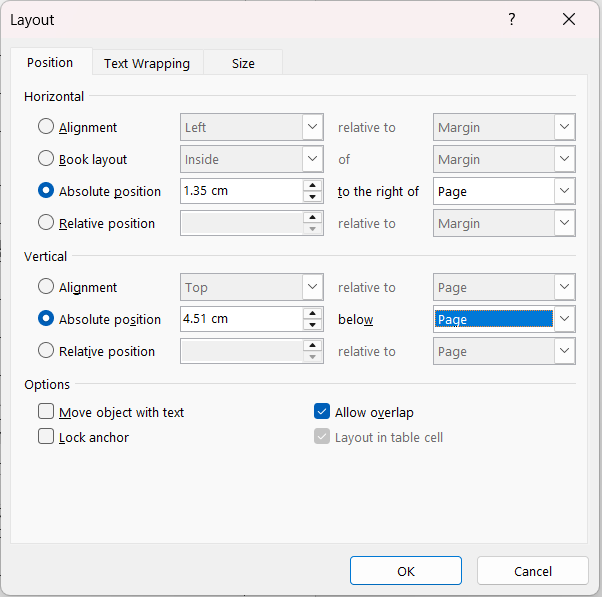 Layout ?
Position Text Wrapping Size
Horizontal
Alignment Left relative to Margin
Book layout Inside of Margin
Absolute position 1.35 cm to the right of Page
Relative position relative to Margin
Vertical
Alignment Top relative to Page
Absolute position 4.51 cm below Page
Relative position relative to Page
Options
Move object with text Allow overlap
Lock anchor Layout in table cell
OK Cancel